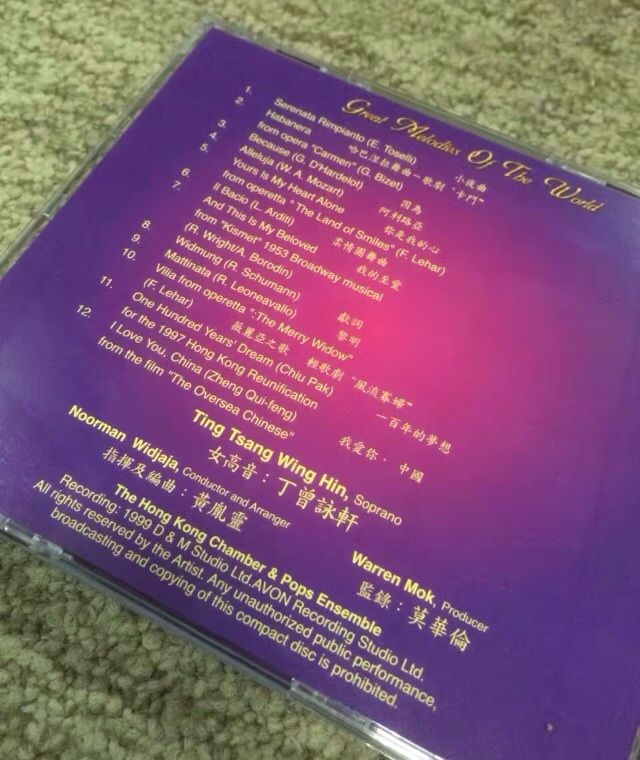 Great Melodies Of The World
1. Serenata Rimpianto (E. Toselli) 小夜曲
2. Habanera 哈巴涅拉舞曲－歌劇 "卡門"
from opera "Carmen" (G. Bizet)
3. Because (G. D'Hardelot) 因為
4. Alleluja (W. A. Mozart) 阿利路亞
5. Yours Is My Heart Alone 你是我的心
from operetta " The Land of Smiles" (F. Lehar)
6. Il Bacio (L. Arditi) 柔情圓舞曲
7. And This Is My Beloved 我的至愛
from "Kismet" 1953 Broadway musical
(R. Wright/A. Borodin)
8. Widmung (R. Schumann) 獻詞
9. Mattinata (R. Leoneavallo) 黎明
10. Vilia from operetta ":The Merry Widow"
(F. Lehar) 薇麗亞之歌 輕歌劇 "風流寡婦"
11. One Hundred Years' Dream (Chiu Pak) 一百年的夢想
for the 1997 Hong Kong Reunification
12. I Love You, China (Zheng Qui-feng) 我愛你．中國
from the film "The Oversea Chinese"
Ting Tsang Wing Hin, Soprano
女高音：丁曾詠軒
Noorman Widjaja, Conductor and Arranger
指揮及編曲：黃胤靈
Warren Mok, Producer
監錄：莫華倫
The Hong Kong Chamber & Pops Ensemble
Recording: 1999 D & M Studio Ltd.AVON Recording Studio Ltd.
All rights reserved by the Artist. Any unauthorized public performance,
broadcasting and copying of this compact disc is prohibited.